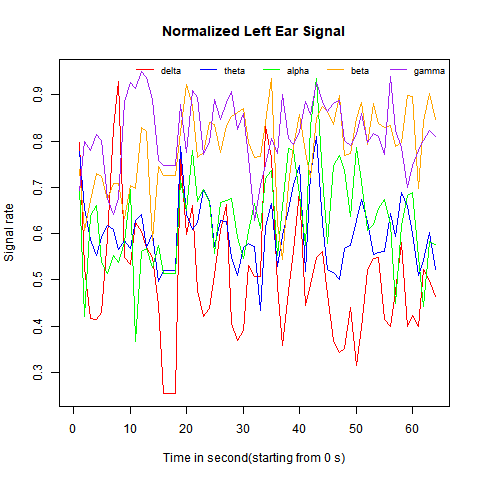 Normalized Left Ear Signal
delta theta alpha beta gamma
Signal rate
0.3 0.4 0.5 0.6 0.7 0.8 0.9
0 10 20 30 40 50 60
Time in second(starting from 0 s)